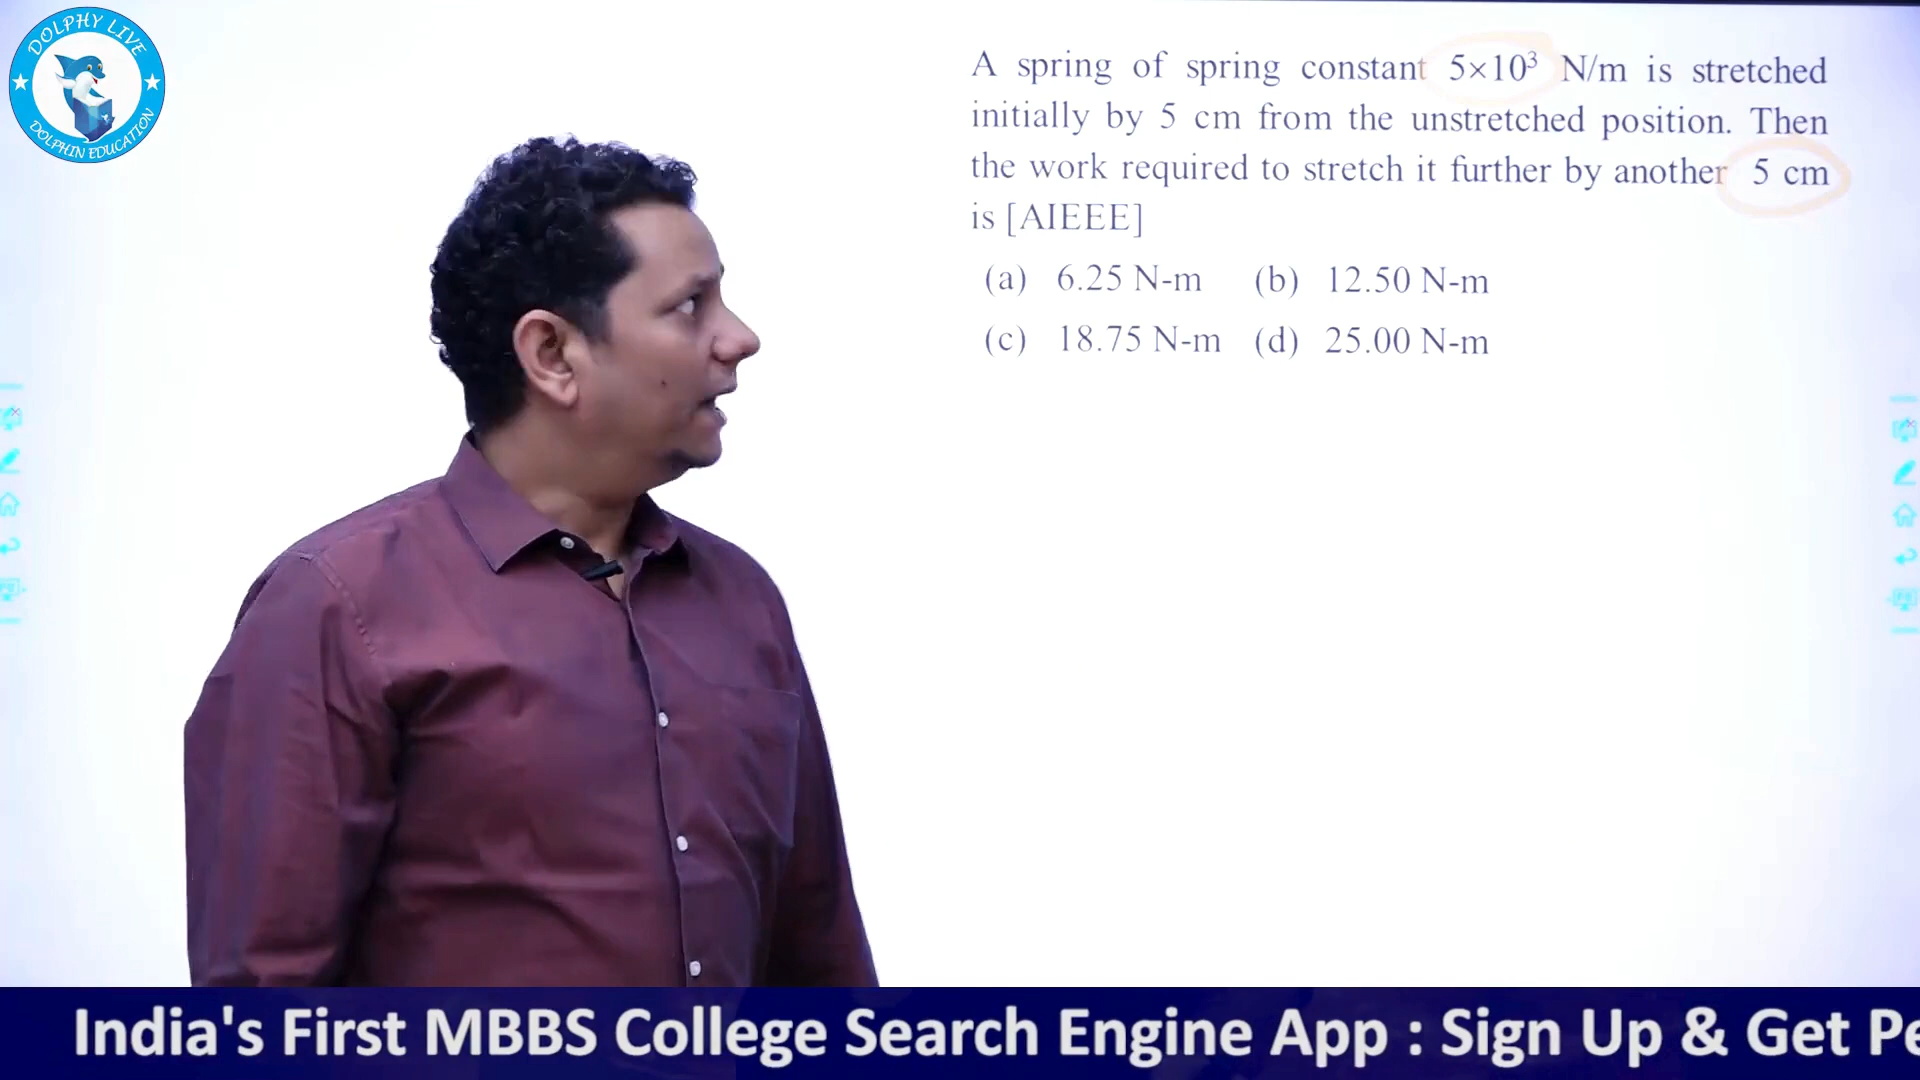 DOLPHY LIVE
DOLPHIN EDUCATION
A spring of spring constant 5×10³ N/m is stretched
initially by 5 cm from the unstretched position. Then
the work required to stretch it further by another 5 cm
is [AIEEE]
(a) 6.25 N-m (b) 12.50 N-m
(c) 18.75 N-m (d) 25.00 N-m
India's First MBBS College Search Engine App : Sign Up & Get Pe